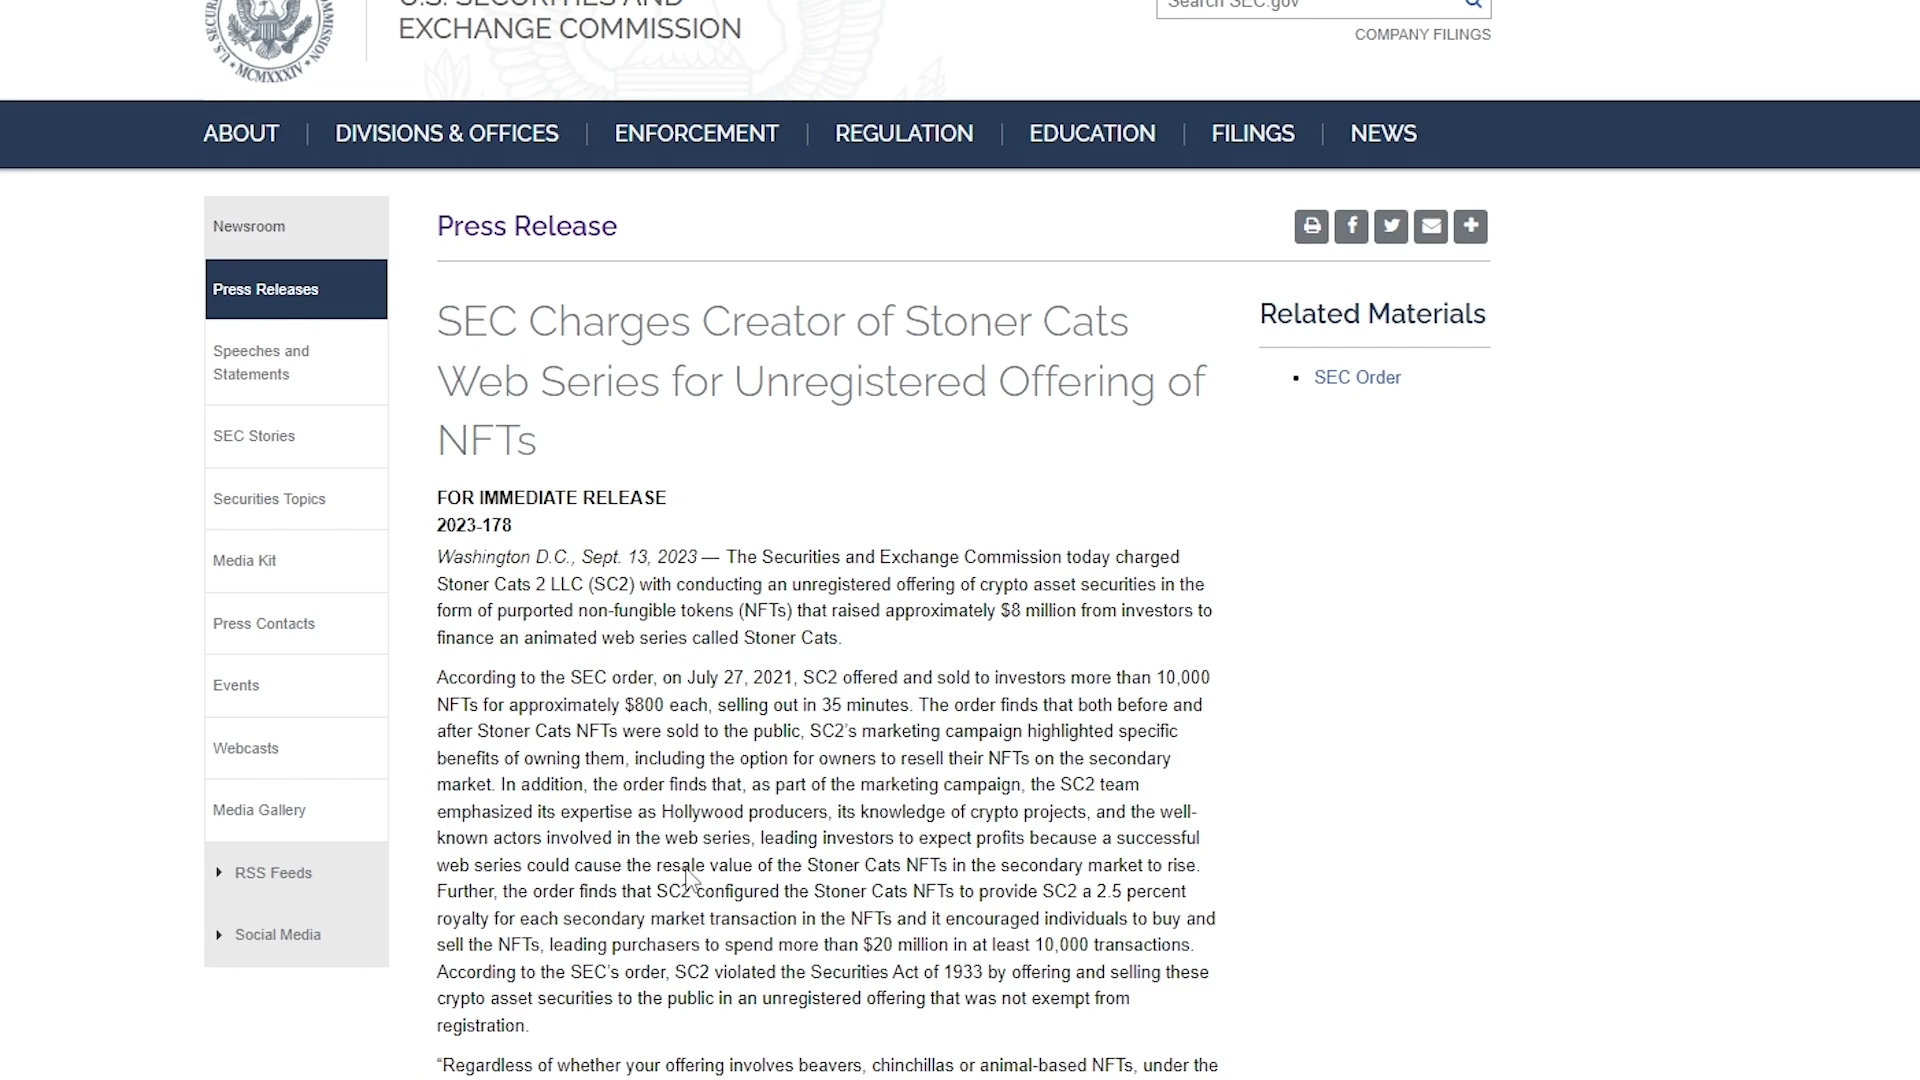 U.S. SECURITIES AND
EXCHANGE COMMISSION
MCMXXXIV
Search SEC.gov
COMPANY FILINGS
ABOUT
DIVISIONS & OFFICES
ENFORCEMENT
REGULATION
EDUCATION
FILINGS
NEWS
Newsroom
Press Releases
Speeches and
Statements
SEC Stories
Securities Topics
Media Kit
Press Contacts
Events
Webcasts
Media Gallery
RSS Feeds
Social Media
Press Release
SEC Charges Creator of Stoner Cats
Web Series for Unregistered Offering of
NFTs
FOR IMMEDIATE RELEASE
2023-178
Washington D.C., Sept. 13, 2023 — The Securities and Exchange Commission today charged
Stoner Cats 2 LLC (SC2) with conducting an unregistered offering of crypto asset securities in the
form of purported non-fungible tokens (NFTs) that raised approximately $8 million from investors to
finance an animated web series called Stoner Cats.
According to the SEC order, on July 27, 2021, SC2 offered and sold to investors more than 10,000
NFTs for approximately $800 each, selling out in 35 minutes. The order finds that both before and
after Stoner Cats NFTs were sold to the public, SC2’s marketing campaign highlighted specific
benefits of owning them, including the option for owners to resell their NFTs on the secondary
market. In addition, the order finds that, as part of the marketing campaign, the SC2 team
emphasized its expertise as Hollywood producers, its knowledge of crypto projects, and the well-
known actors involved in the web series, leading investors to expect profits because a successful
web series could cause the resale value of the Stoner Cats NFTs in the secondary market to rise.
Further, the order finds that SC2 configured the Stoner Cats NFTs to provide SC2 a 2.5 percent
royalty for each secondary market transaction in the NFTs and it encouraged individuals to buy and
sell the NFTs, leading purchasers to spend more than $20 million in at least 10,000 transactions.
According to the SEC’s order, SC2 violated the Securities Act of 1933 by offering and selling these
crypto asset securities to the public in an unregistered offering that was not exempt from
registration.
“Regardless of whether your offering involves beavers, chinchillas or animal-based NFTs, under the
Related Materials
SEC Order